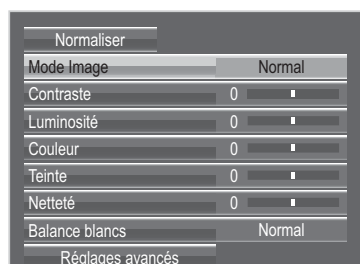 Normaliser
Mode Image Normal
Contraste 0
Luminosité 0
Couleur 0
Teinte 0
Netteté 0
Balance blancs Normal
Réglages avancés